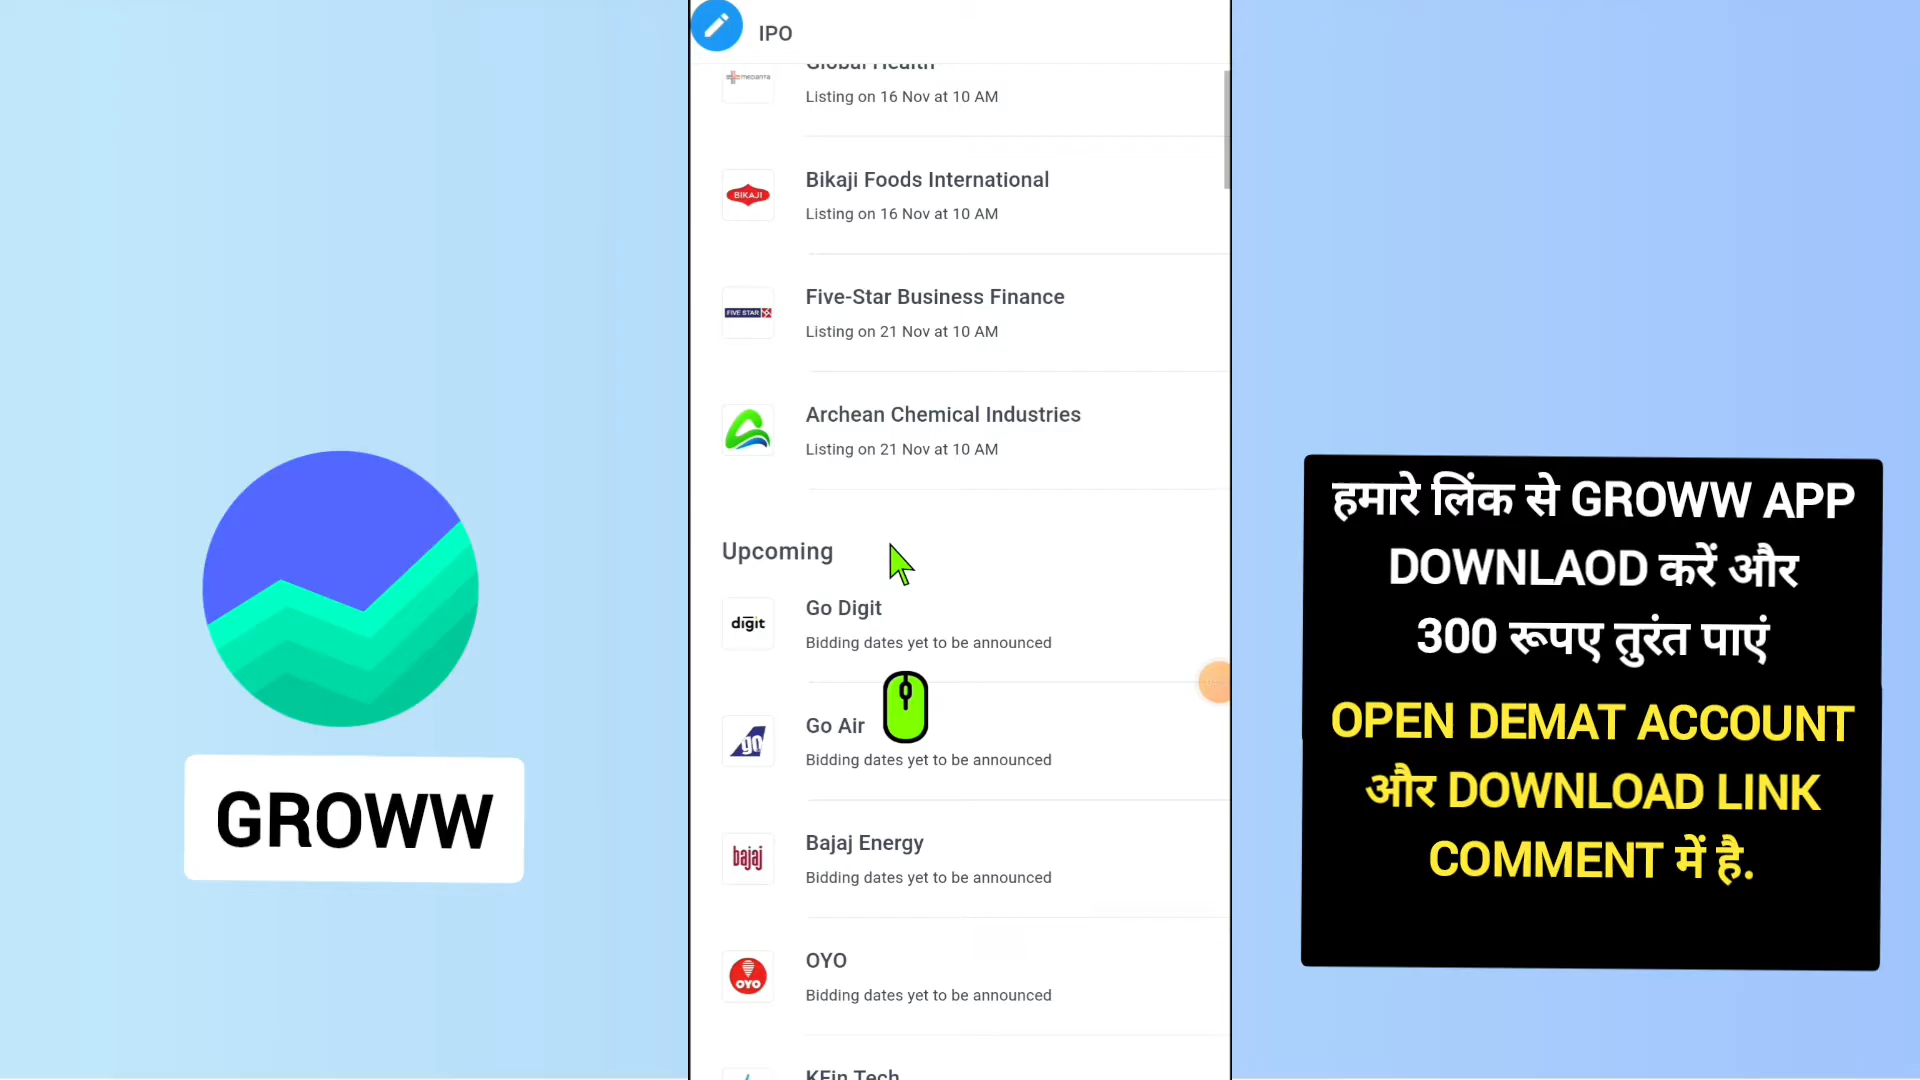 IPO
Global Health
medanta
Listing on 16 Nov at 10 AM
BIKAJI
Bikaji Foods International
Listing on 16 Nov at 10 AM
FIVE STAR
Five-Star Business Finance
Listing on 21 Nov at 10 AM
Archean Chemical Industries
Listing on 21 Nov at 10 AM
Upcoming
digit
Go Digit
Bidding dates yet to be announced
go
Go Air
Bidding dates yet to be announced
bajaj
Bajaj Energy
Bidding dates yet to be announced
OYO
OYO
Bidding dates yet to be announced
KFin Tech
GROWW
हमारे लिंक से GROWW APP
DOWNLAOD करें और
300 रूपए तुरंत पाएं
OPEN DEMAT ACCOUNT
और DOWNLOAD LINK
COMMENT में है.